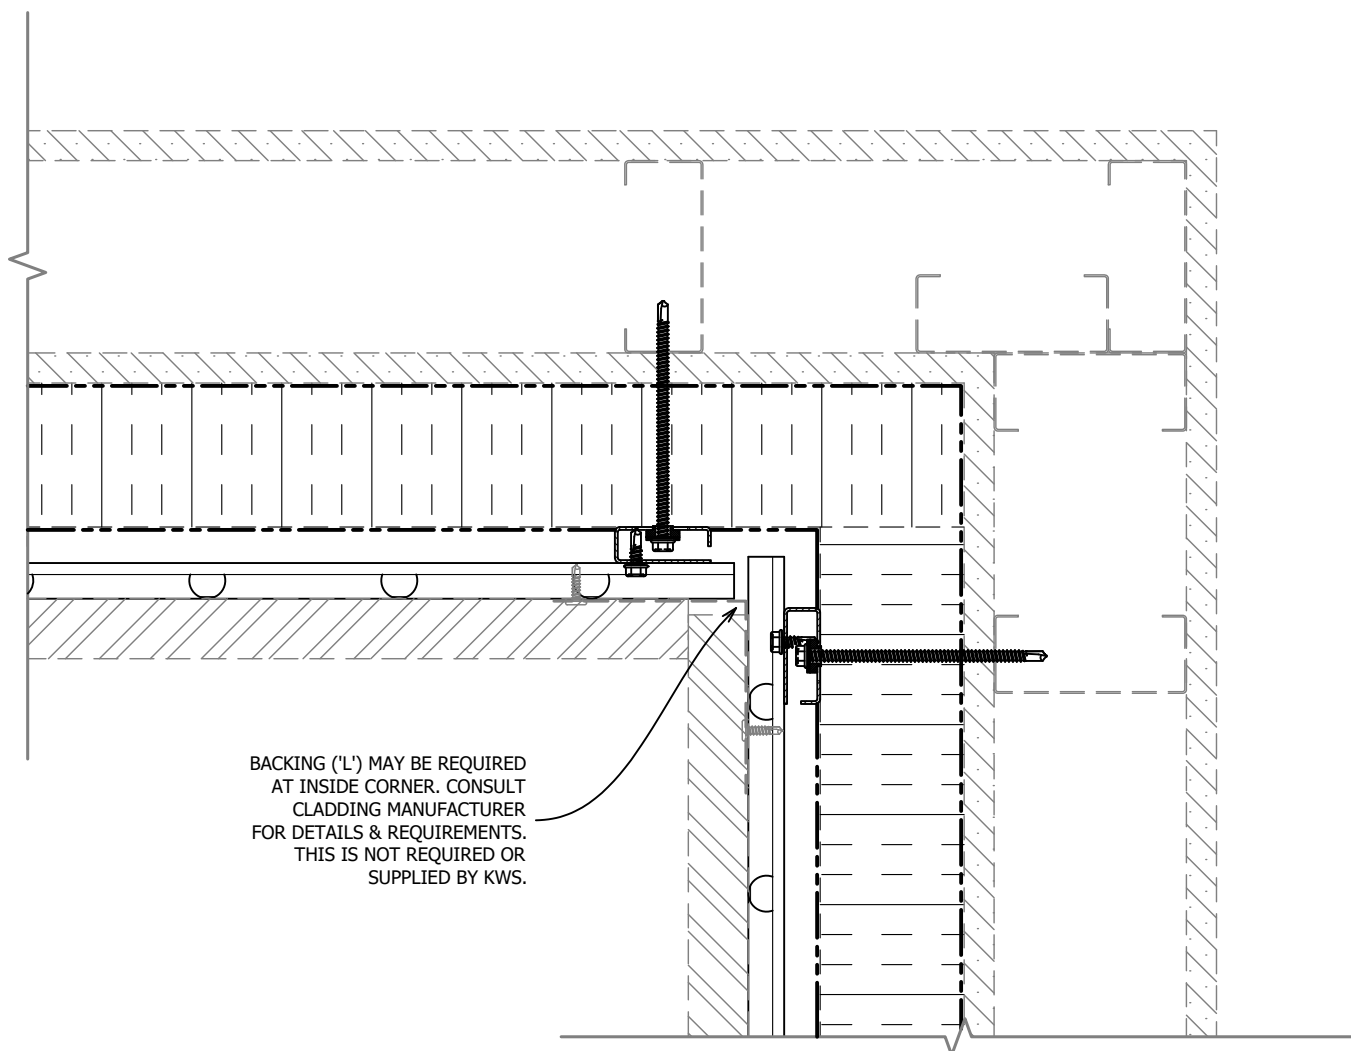 BACKING ('L') MAY BE REQUIRED
AT INSIDE CORNER. CONSULT
CLADDING MANUFACTURER
FOR DETAILS & REQUIREMENTS.
THIS IS NOT REQUIRED OR
SUPPLIED BY KWS.